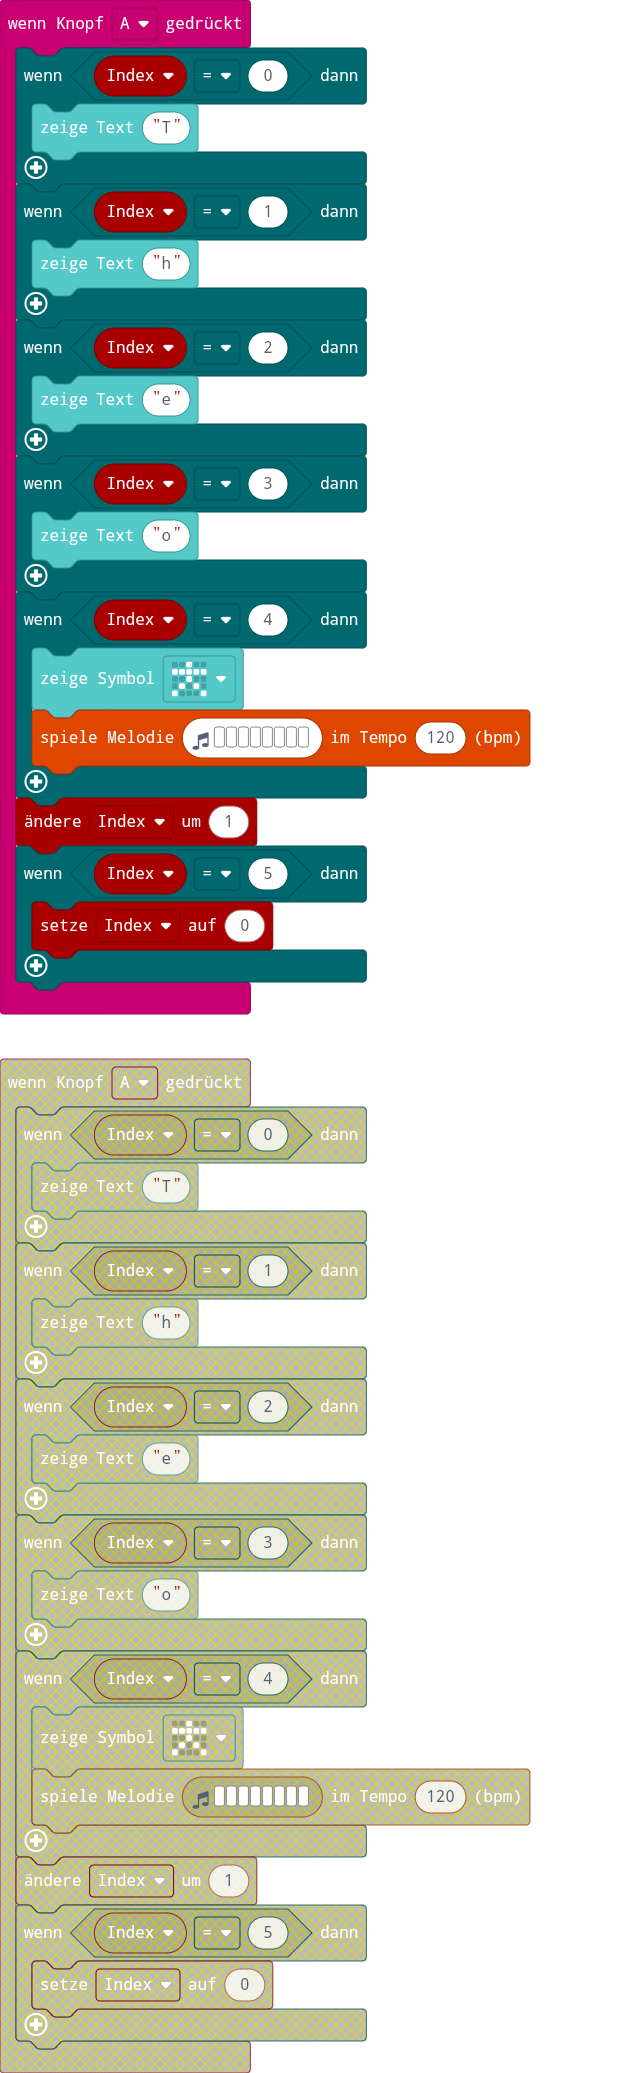 wenn Knopf A gedrückt
wenn Index = 0 dann
zeige Text "T"
wenn Index = 1 dann
zeige Text "h"
wenn Index = 2 dann
zeige Text "e"
wenn Index = 3 dann
zeige Text "o"
wenn Index = 4 dann
zeige Symbol
spiele Melodie im Tempo 120 (bpm)
ändere Index um 1
wenn Index = 5 dann
setze Index auf 0
wenn Knopf A gedrückt
wenn Index = 0 dann
zeige Text "T"
wenn Index = 1 dann
zeige Text "h"
wenn Index = 2 dann
zeige Text "e"
wenn Index = 3 dann
zeige Text "o"
wenn Index = 4 dann
zeige Symbol
spiele Melodie im Tempo 120 (bpm)
ändere Index um 1
wenn Index = 5 dann
setze Index auf 0